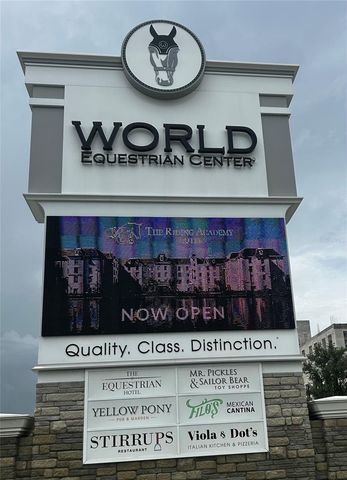 WORLD
EQUESTRIAN CENTER
THE RIDING ACADEMY
HOTEL
NOW OPEN
Quality. Class. Distinction.
THE
EQUESTRIAN
HOTEL
MR. PICKLES
& SAILOR BEAR
TOY SHOPPE
YELLOW PONY
PUB & GARDEN
FILO'S MEXICAN
CANTINA
STIRRUPS
RESTAURANT
VIOLA & DOT'S
ITALIAN KITCHEN & PIZZERIA